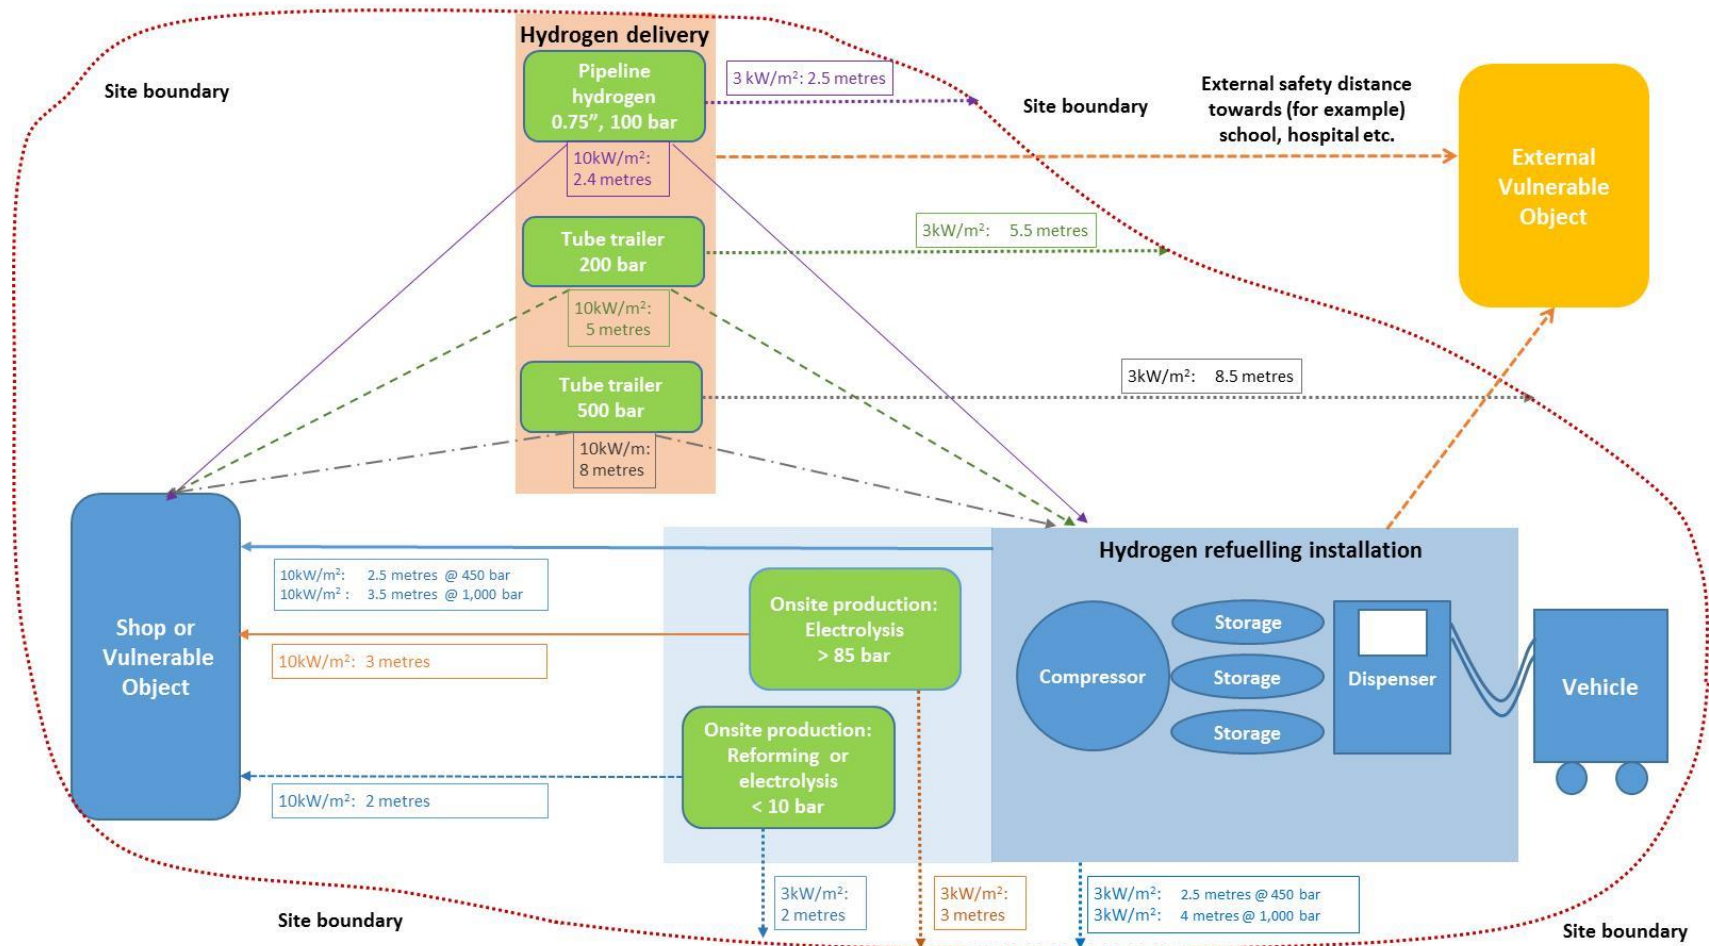 Hydrogen delivery
Site boundary
Pipeline
hydrogen
0.75”, 100 bar
3 kW/m²: 2.5 metres
Site boundary
External safety distance
towards (for example)
school, hospital etc.
External
Vulnerable
Object
10kW/m²:
2.4 metres
Tube trailer
200 bar
3kW/m²: 5.5 metres
10kW/m²:
5 metres
Tube trailer
500 bar
3kW/m²: 8.5 metres
10kW/m:
8 metres
Shop or
Vulnerable
Object
10kW/m²: 2.5 metres @ 450 bar
10kW/m² : 3.5 metres @ 1,000 bar
10kW/m²: 3 metres
10kW/m²: 2 metres
Onsite production:
Electrolysis
> 85 bar
Onsite production:
Reforming or
electrolysis
< 10 bar
Hydrogen refuelling installation
Compressor
Storage
Storage
Storage
Dispenser
Vehicle
3kW/m²:
2 metres
3kW/m²:
3 metres
3kW/m²: 2.5 metres @ 450 bar
3kW/m²: 4 metres @ 1,000 bar
Site boundary
Site boundary